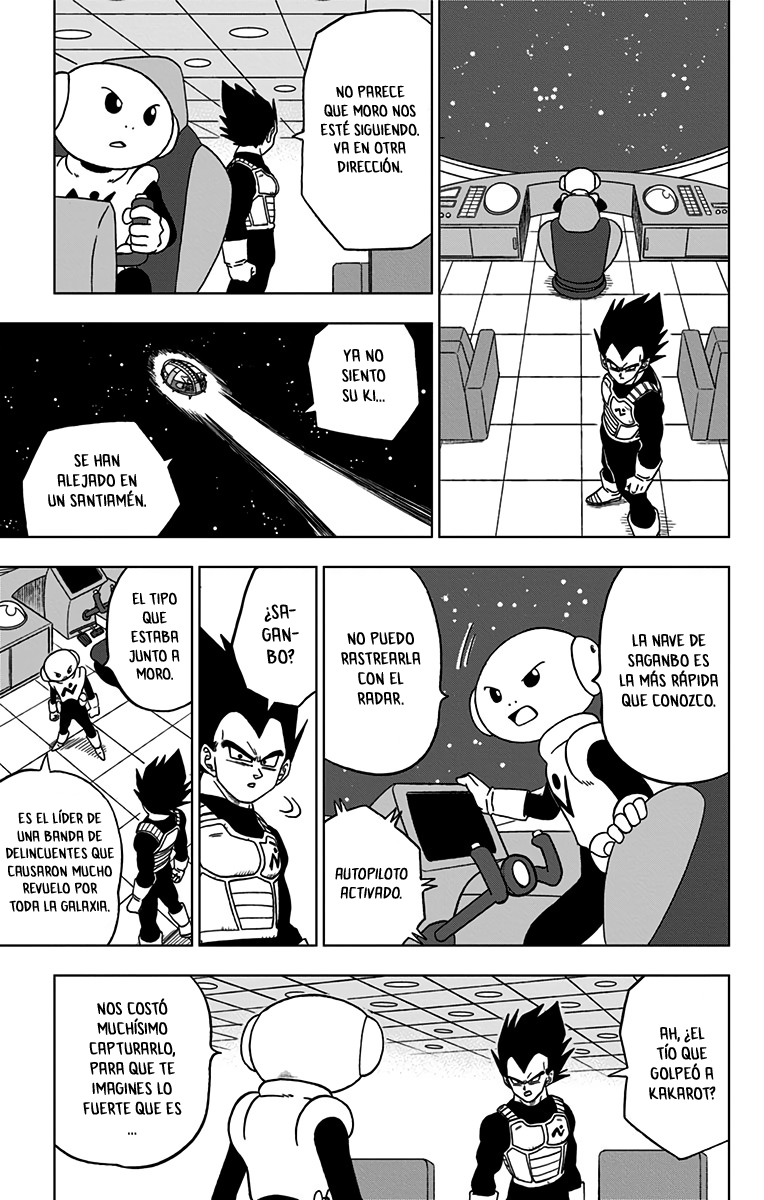 NO PARECE
QUE MORO NOS
ESTÉ SIGUIENDO.
VA EN OTRA
DIRECCIÓN.
YA NO
SIENTO
SU KI...
SE HAN
ALEJADO EN
UN SANTIAMÉN.
LA NAVE DE
SAGANBO ES
LA MÁS RÁPIDA
QUE CONOZCO.
NO PUEDO
RASTREARLA
CON EL
RADAR.
AUTOPILOTO
ACTIVADO.
¿SA-
GAN-
BO?
EL TIPO
QUE
ESTABA
JUNTO A
MORO.
ES EL LÍDER DE
UNA BANDA DE
DELINCUENTES QUE
CAUSARON MUCHO
REVUELO POR
TODA LA GALAXIA.
AH, ¿EL
TÍO QUE
GOLPEÓ A
KAKAROT?
NOS COSTÓ
MUCHÍSIMO
CAPTURARLO,
PARA QUE TE
IMAGINES LO
FUERTE QUE ES
...